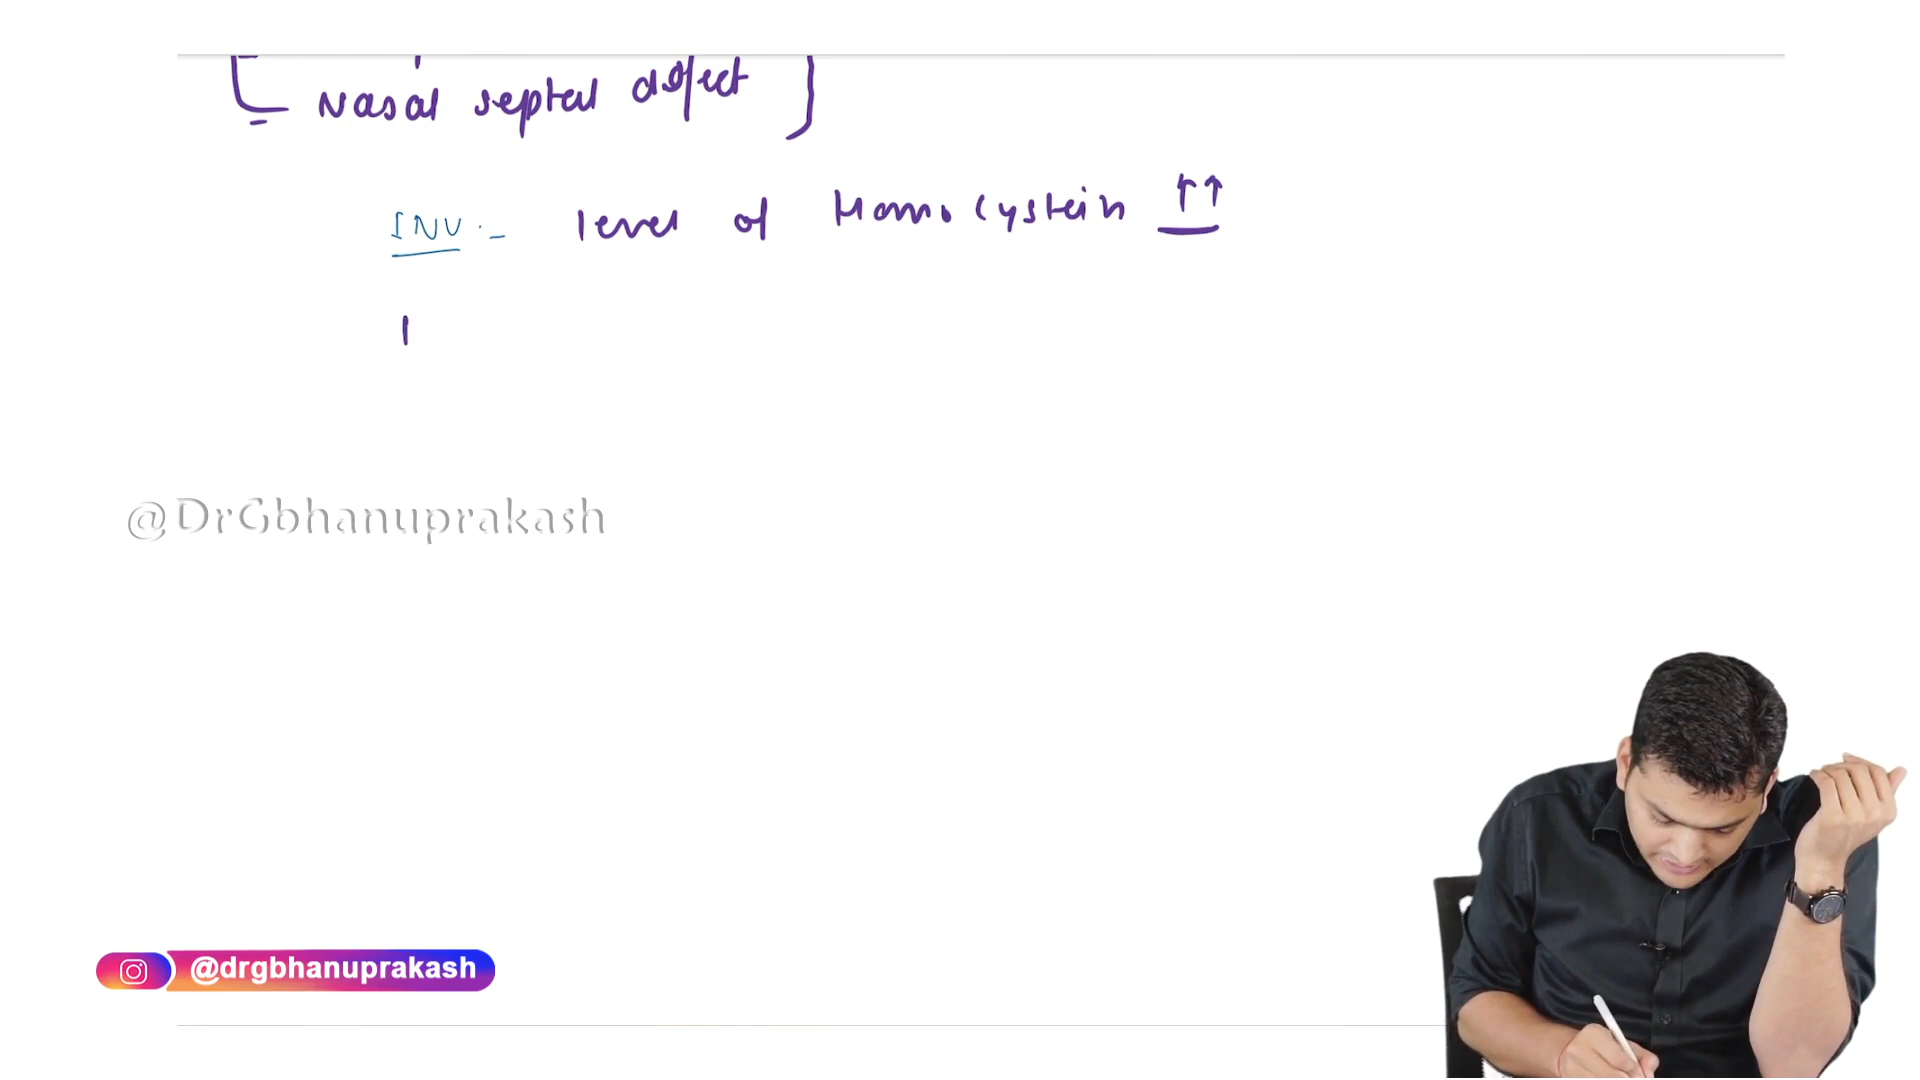 Nasal septal defect
INV:- level of Homocystein ↑↑
@DrGbhanuprakash
@drgbhanuprakash